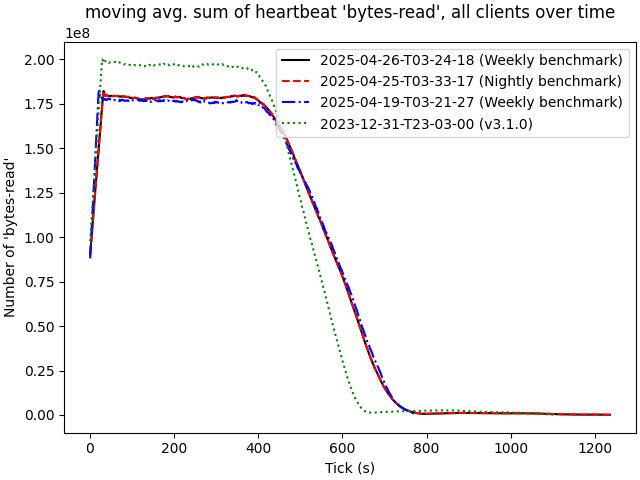 moving avg. sum of heartbeat 'bytes-read', all clients over time
1e8
2.00
1.75
1.50
1.25
1.00
0.75
0.50
0.25
0.00
Number of 'bytes-read'
2025-04-26-T03-24-18 (Weekly benchmark)
2025-04-25-T03-33-17 (Nightly benchmark)
2025-04-19-T03-21-27 (Weekly benchmark)
2023-12-31-T23-03-00 (v3.1.0)
0
200
400
600
800
1000
1200
Tick (s)